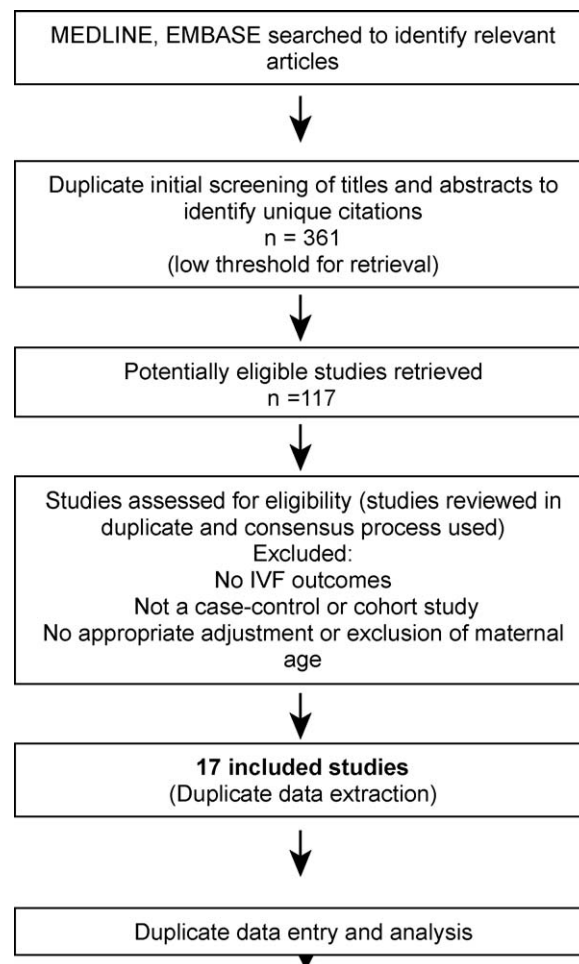 MEDLINE, EMBASE searched to identify relevant
articles
Duplicate initial screening of titles and abstracts to
identify unique citations
n = 361
(low threshold for retrieval)
Potentially eligible studies retrieved
n =117
Studies assessed for eligibility (studies reviewed in
duplicate and consensus process used)
Excluded:
No IVF outcomes
Not a case-control or cohort study
No appropriate adjustment or exclusion of maternal
age
17 included studies
(Duplicate data extraction)
Duplicate data entry and analysis